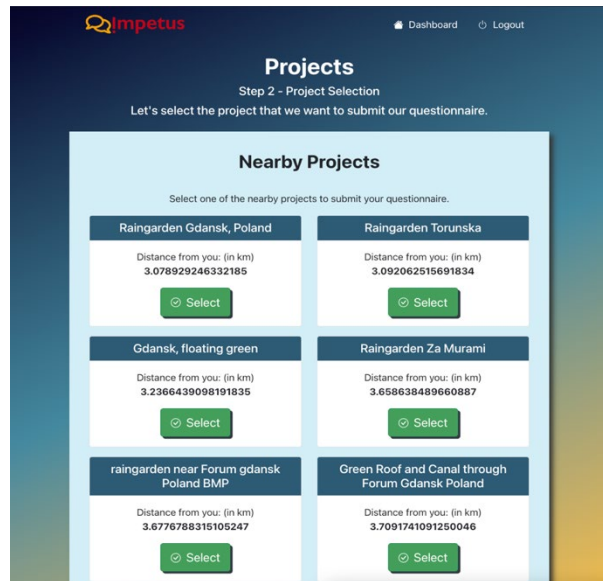 Impetus
Dashboard
Logout
Projects
Step 2 - Project Selection
Let's select the project that we want to submit our questionnaire.
Nearby Projects
Select one of the nearby projects to submit your questionnaire.
Raingarden Gdansk, Poland
Distance from you: (in km)
3.078929246332185
Select
Raingarden Torunska
Distance from you: (in km)
3.092062515691834
Select
Gdansk, floating green
Distance from you: (in km)
3.2366439098191835
Select
Raingarden Za Murami
Distance from you: (in km)
3.658638489660887
Select
raingarden near Forum gdansk
Poland BMP
Distance from you: (in km)
3.6776788315105247
Select
Green Roof and Canal through
Forum Gdansk Poland
Distance from you: (in km)
3.7091741091250046
Select